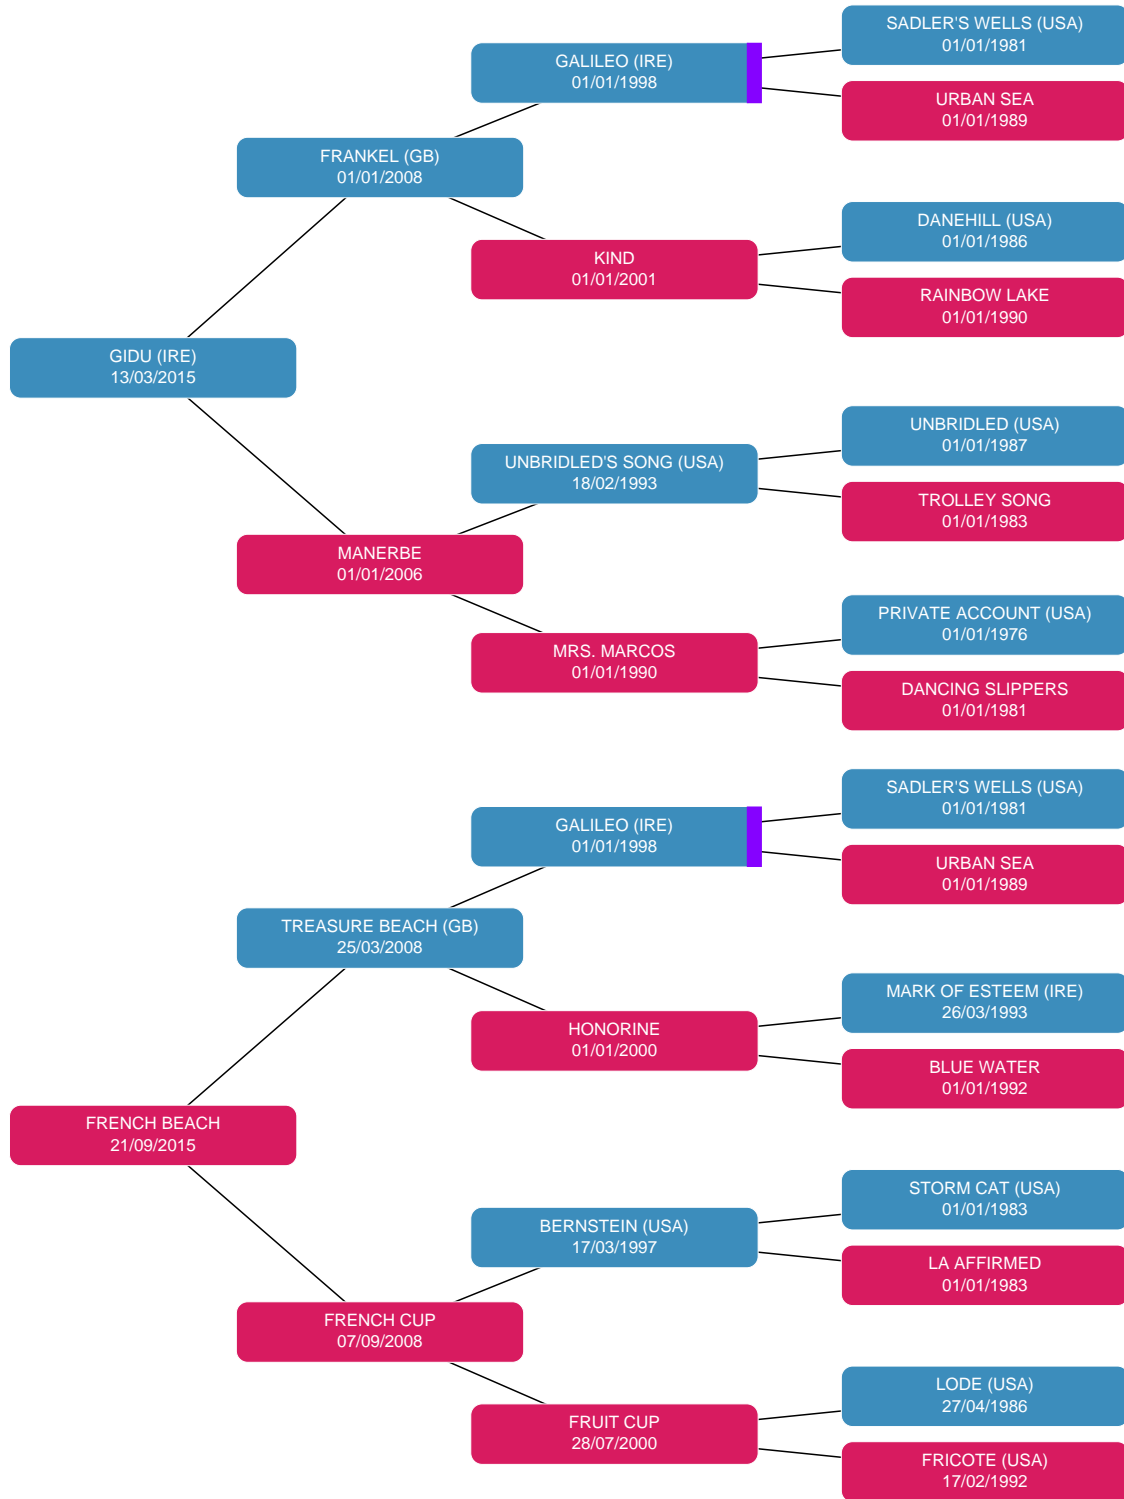 SADLER'S WELLS (USA)
01/01/1981
GALILEO (IRE)
01/01/1998
URBAN SEA
01/01/1989
FRANKEL (GB)
01/01/2008
DANEHILL (USA)
01/01/1986
KIND
01/01/2001
RAINBOW LAKE
01/01/1990
GIDU (IRE)
13/03/2015
UNBRIDLED (USA)
01/01/1987
UNBRIDLED'S SONG (USA)
18/02/1993
TROLLEY SONG
01/01/1983
MANERBE
01/01/2006
PRIVATE ACCOUNT (USA)
01/01/1976
MRS. MARCOS
01/01/1990
DANCING SLIPPERS
01/01/1981
SADLER'S WELLS (USA)
01/01/1981
GALILEO (IRE)
01/01/1998
URBAN SEA
01/01/1989
TREASURE BEACH (GB)
25/03/2008
MARK OF ESTEEM (IRE)
26/03/1993
HONORINE
01/01/2000
BLUE WATER
01/01/1992
FRENCH BEACH
21/09/2015
STORM CAT (USA)
01/01/1983
BERNSTEIN (USA)
17/03/1997
LA AFFIRMED
01/01/1983
FRENCH CUP
07/09/2008
LODE (USA)
27/04/1986
FRUIT CUP
28/07/2000
FRICOTE (USA)
17/02/1992